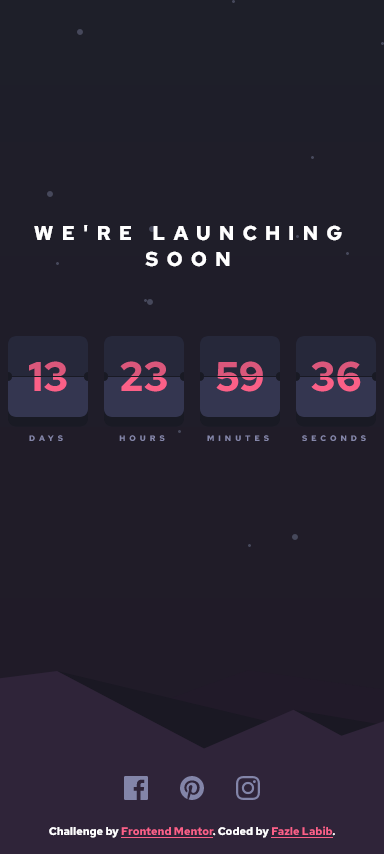 WE'RE LAUNCHING
SOON
13 23 59 36
DAYS HOURS MINUTES SECONDS
Challenge by Frontend Mentor. Coded by Fazle Labib.